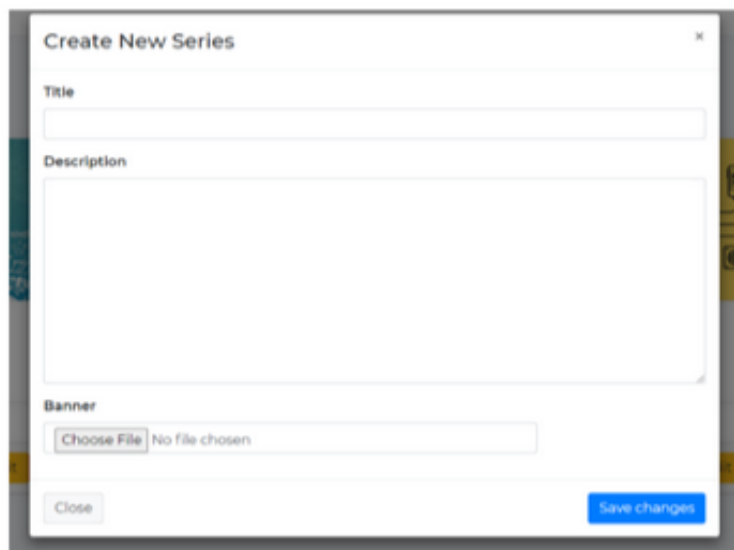 Create New Series
×
Title
Description
Banner
Choose File No file chosen
Close
Save changes